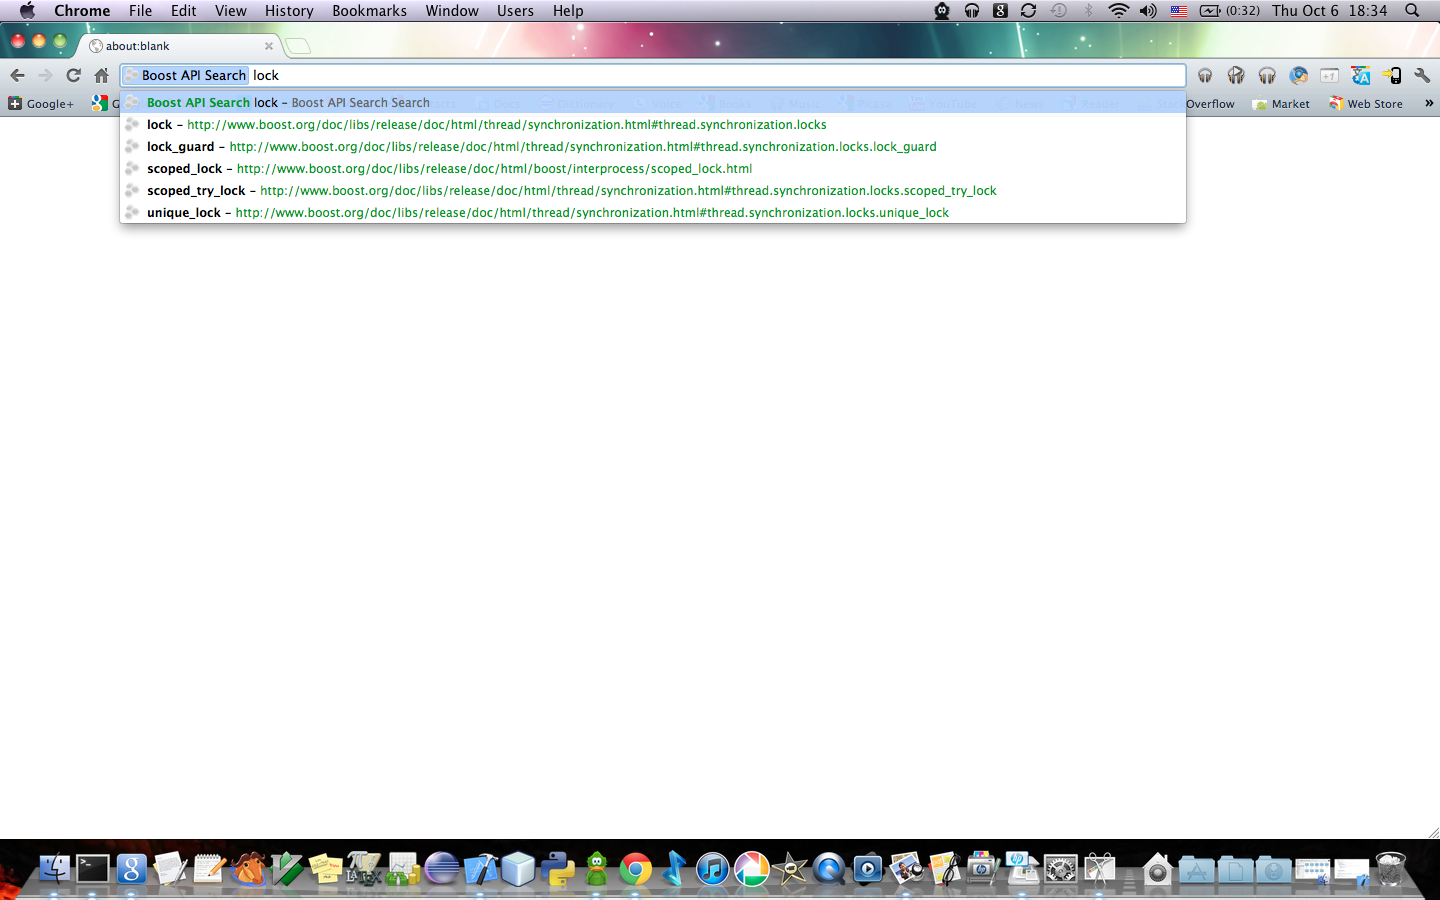 Chrome File Edit View History Bookmarks Window Users Help (0:32) Thu Oct 6 18:34
about:blank
Boost API Search lock
Google+ Overflow Market Web Store »
Boost API Search lock – Boost API Search Search
lock – http://www.boost.org/doc/libs/release/doc/html/thread/synchronization.html#thread.synchronization.locks
lock_guard – http://www.boost.org/doc/libs/release/doc/html/thread/synchronization.html#thread.synchronization.locks.lock_guard
scoped_lock – http://www.boost.org/doc/libs/release/doc/html/boost/interprocess/scoped_lock.html
scoped_try_lock – http://www.boost.org/doc/libs/release/doc/html/thread/synchronization.html#thread.synchronization.locks.scoped_try_lock
unique_lock – http://www.boost.org/doc/libs/release/doc/html/thread/synchronization.html#thread.synchronization.locks.unique_lock